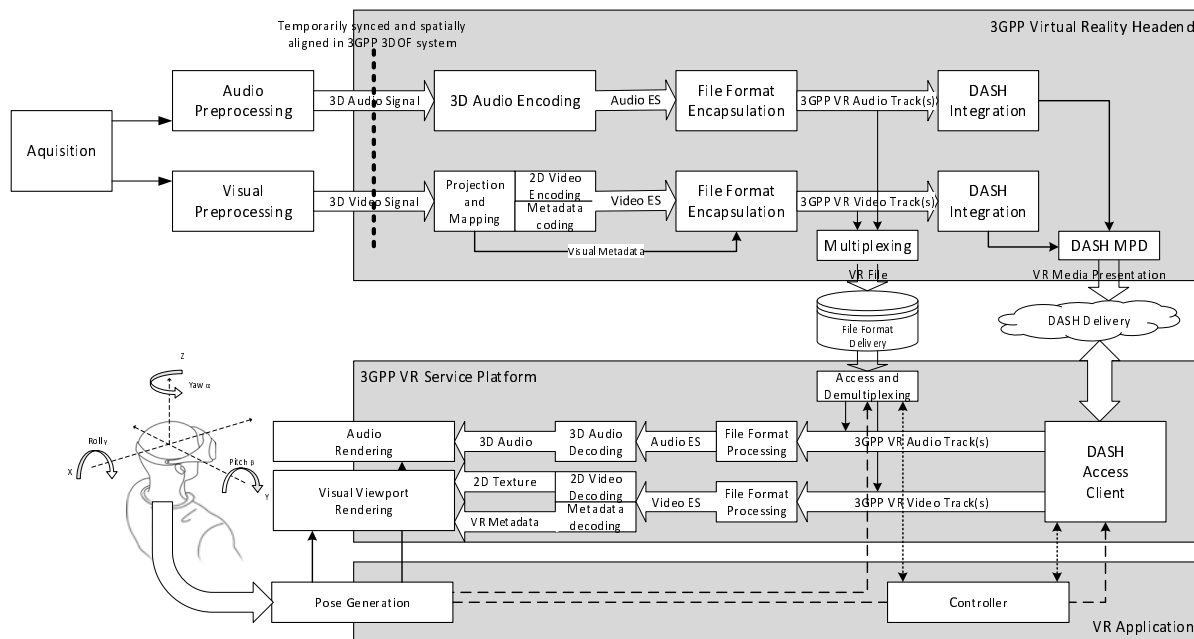 Temporarily synced and spatially
aligned in 3GPP 3DOF system
3GPP Virtual Reality Headend
Aquisition
Audio
Preprocessing
3D Audio Signal
3D Audio Encoding
Audio ES
File Format
Encapsulation
3GPP VR Audio Track(s)
DASH
Integration
Visual
Preprocessing
3D Video Signal
Projection
and
Mapping
2D Video
Encoding
Metadata
coding
Video ES
File Format
Encapsulation
3GPP VR Video Track(s)
DASH
Integration
Visual Metadata
Multiplexing
DASH MPD
VR File
VR Media Presentation
File Format
Delivery
DASH Delivery
3GPP VR Service Platform
Access and
Demultiplexing
Z
Yaw α
Rollγ
X
Pitch β
Y
Audio
Rendering
3D Audio
3D Audio
Decoding
Audio ES
File Format
Processing
3GPP VR Audio Track(s)
DASH
Access
Client
Visual Viewport
Rendering
2D Texture
VR Metadata
2D Video
Decoding
Metadata
decoding
Video ES
File Format
Processing
3GPP VR Video Track(s)
Pose Generation
Controller
VR Application